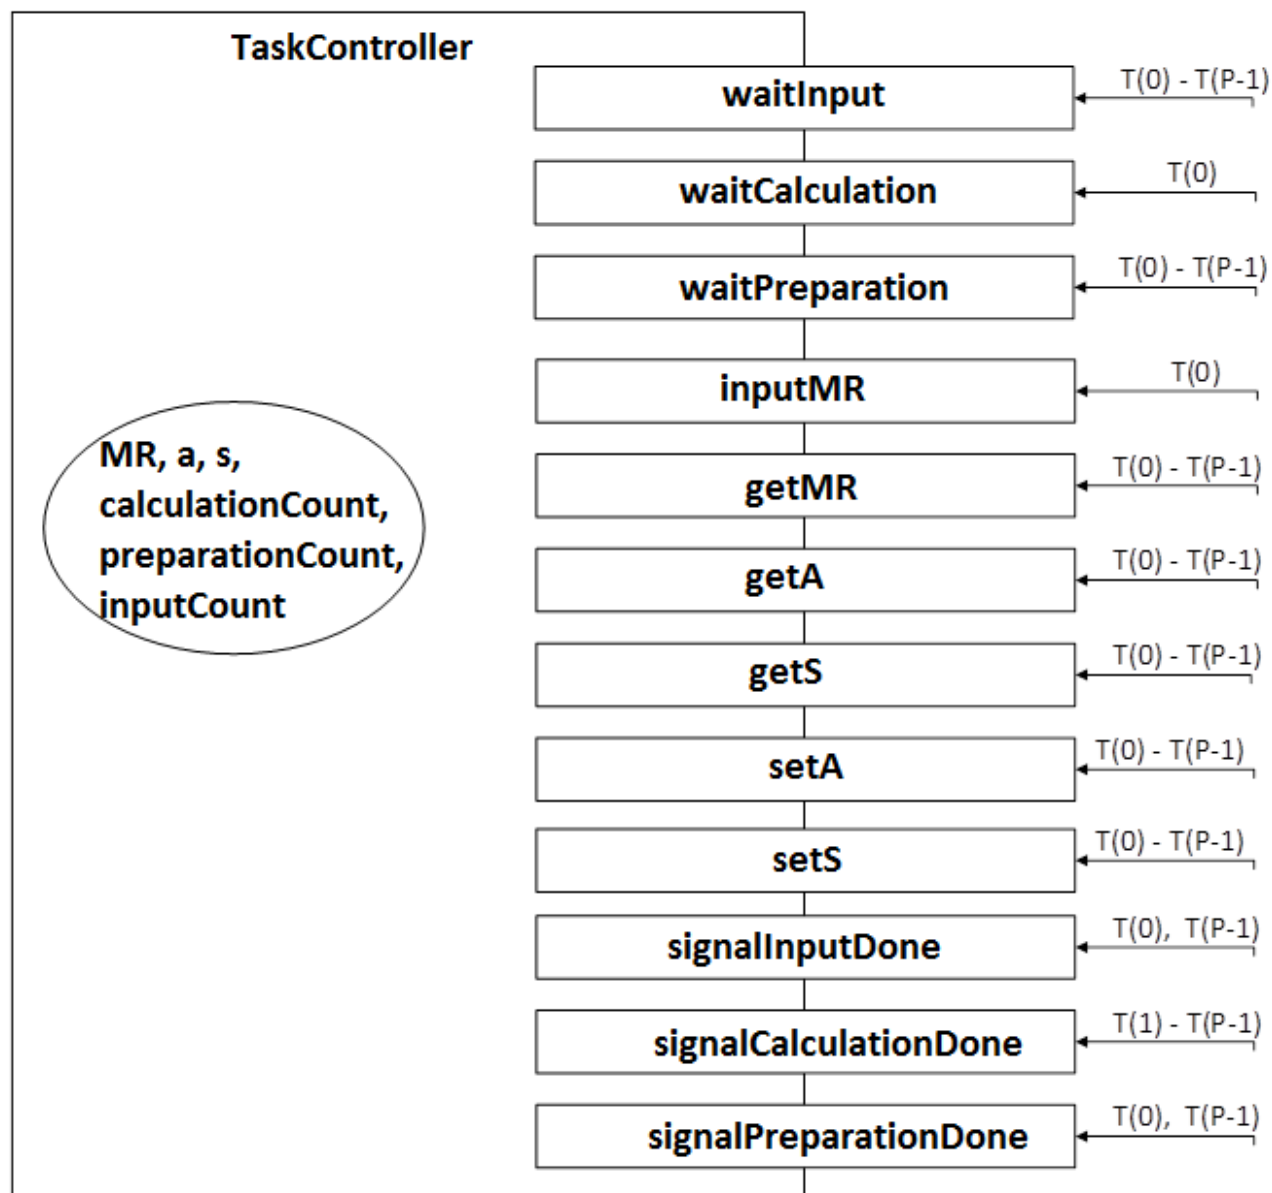 TaskController
waitInput
T(0) - T(P-1)
waitCalculation
T(0)
waitPreparation
T(0) - T(P-1)
inputMR
T(0)
MR, a, s,
calculationCount,
preparationCount,
inputCount
getMR
T(0) - T(P-1)
getA
T(0) - T(P-1)
getS
T(0) - T(P-1)
setA
T(0) - T(P-1)
setS
T(0) - T(P-1)
signalInputDone
T(0), T(P-1)
signalCalculationDone
T(1) - T(P-1)
signalPreparationDone
T(0), T(P-1)